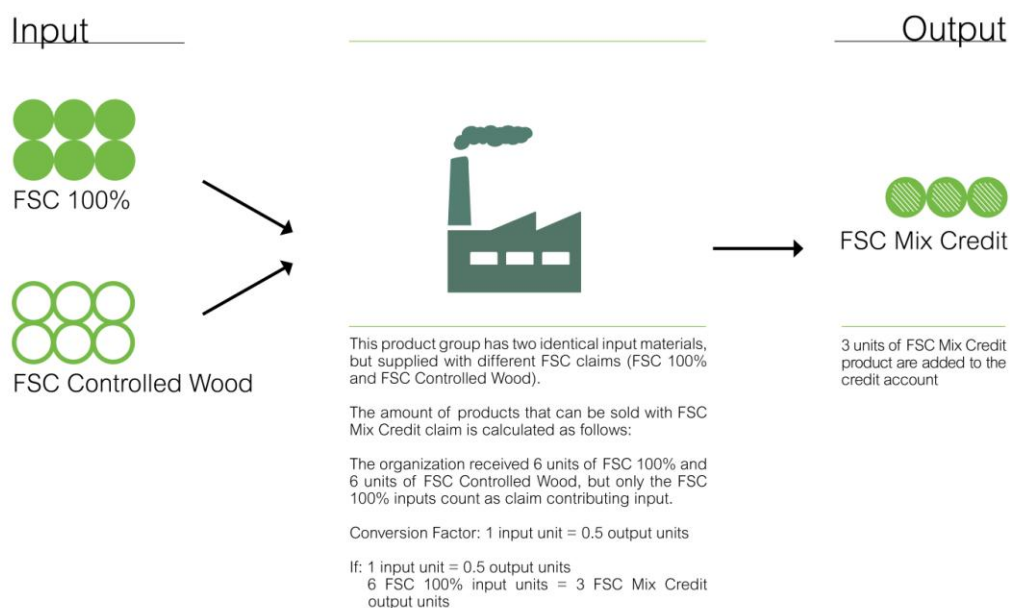 Input
Output
FSC 100%
FSC Controlled Wood
This product group has two identical input materials,
but supplied with different FSC claims (FSC 100%
and FSC Controlled Wood).
The amount of products that can be sold with FSC
Mix Credit claim is calculated as follows:
The organization received 6 units of FSC 100% and
6 units of FSC Controlled Wood, but only the FSC
100% inputs count as claim contributing input.
Conversion Factor: 1 input unit = 0.5 output units
If: 1 input unit = 0.5 output units
6 FSC 100% input units = 3 FSC Mix Credit
output units
FSC Mix Credit
3 units of FSC Mix Credit
product are added to the
credit account